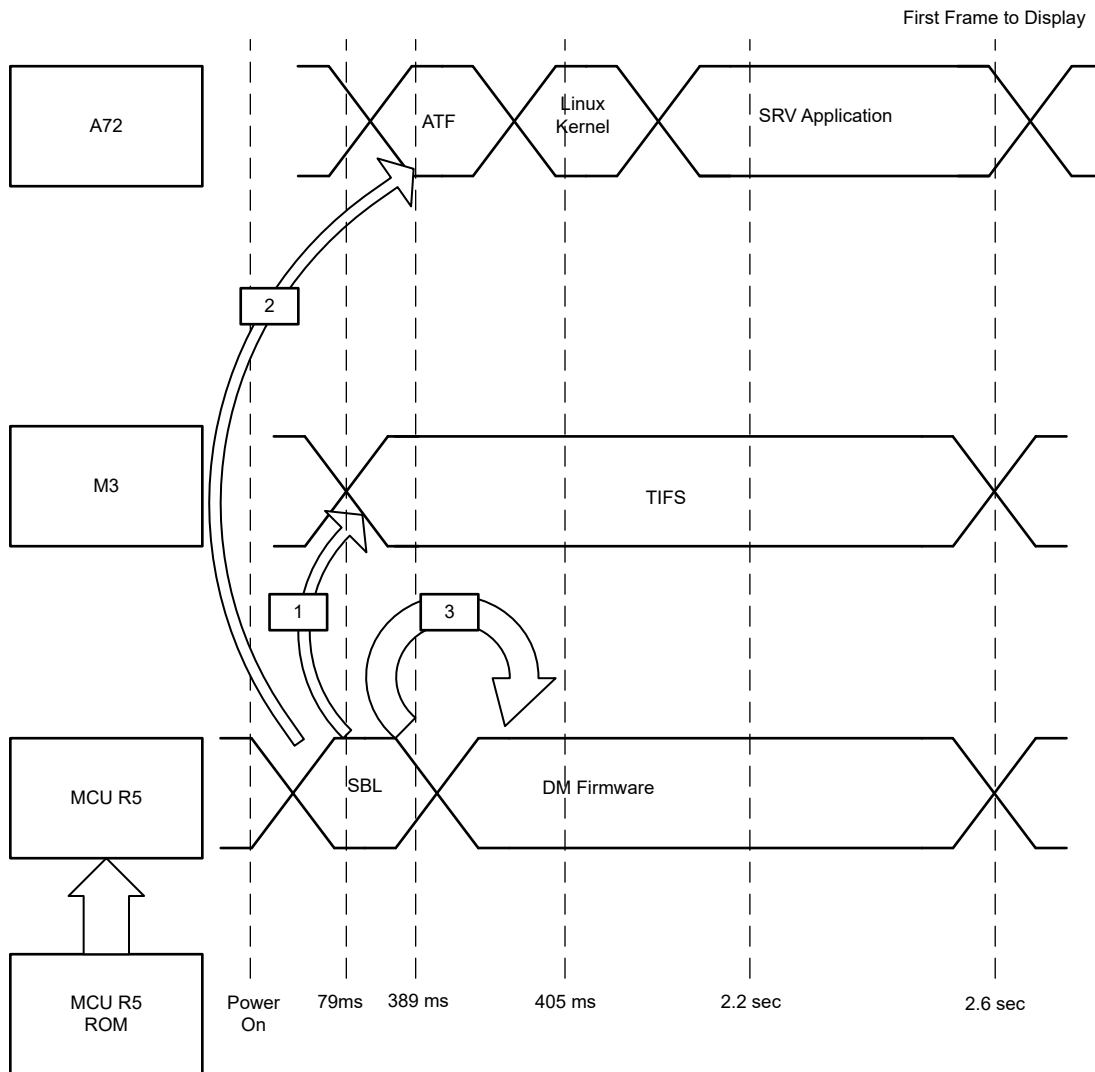 First Frame to Display
A72
ATF
Linux
Kernel
SRV Application
2
M3
TIFS
1
3
MCU R5
SBL
DM Firmware
MCU R5
ROM
Power
On
79ms
389 ms
405 ms
2.2 sec
2.6 sec